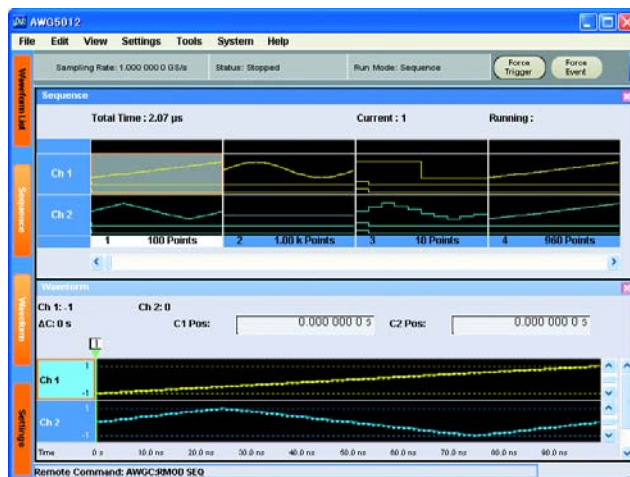 AWG5012
File Edit View Settings Tools System Help
Sampling Rate: 1.000 000 0 GS/s Status: Stopped Run Mode: Sequence Force Trigger Force Event
Waveform List
Sequence
Waveform
Settings
Sequence
Total Time : 2.07 µs Current : 1 Running :
Ch 1
Ch 2
1 100 Points 2 1.00 k Points 3 10 Points 4 960 Points
Waveform
Ch 1: -1 Ch 2: 0
ΔC: 0 s C1 Pos: 0.000 000 0 s C2 Pos: 0.000 000 0 s
1
1
Ch 1
-1
1
Ch 2
-1
Time 0 s 10.0 ns 20.0 ns 30.0 ns 40.0 ns 50.0 ns 60.0 ns 70.0 ns 80.0 ns 90.0 ns
Remote Command: AWGC:RMOD SEQ